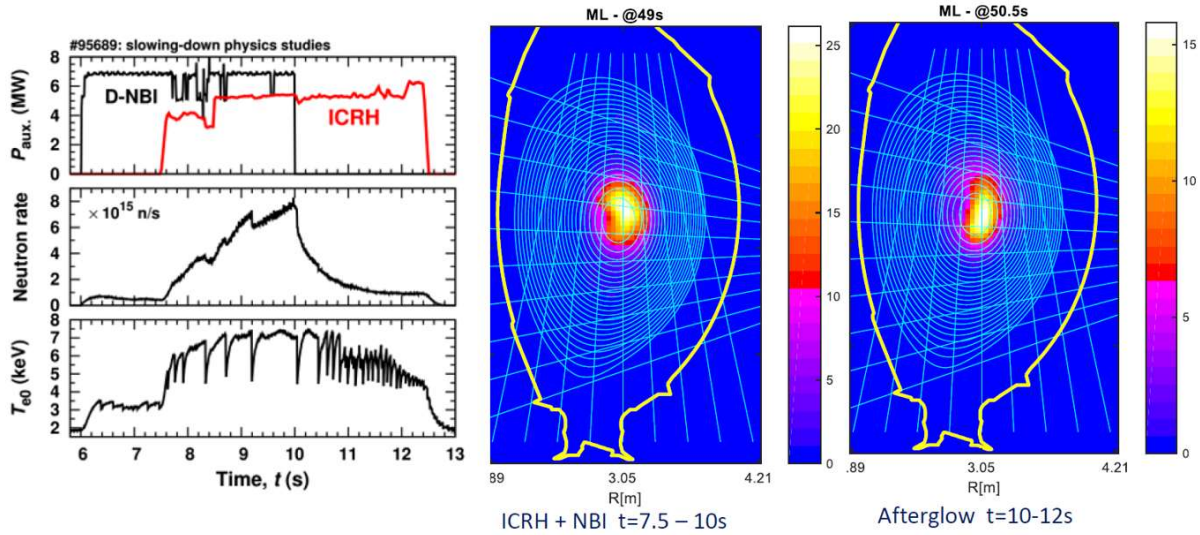 #95689: slowing-down physics studies
P_aux. (MW)
8
6
4
2
0
D-NBI
ICRH
Neutron rate
8
6
4
2
0
× 10^15 n/s
T_e0 (keV)
8
7
6
5
4
3
2
6 7 8 9 10 11 12 13
Time, t (s)
ML - @49s
25
20
15
10
5
0
89 3.05 4.21
R[m]
ICRH + NBI t=7.5 – 10s
ML - @50.5s
15
10
5
0
.89 3.05 4.21
R[m]
Afterglow t=10-12s